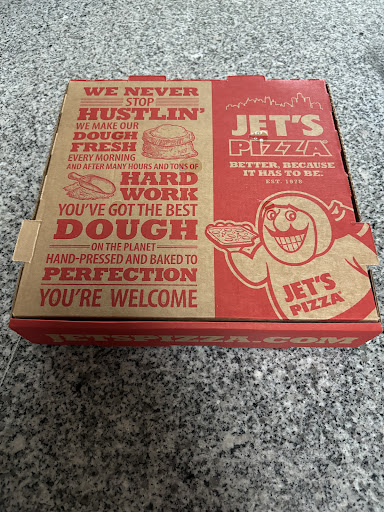 WE NEVER
STOP
HUSTLIN'
WE MAKE OUR
DOUGH
FRESH
EVERY MORNING
AND AFTER MANY HOURS AND TONS OF
HARD
WORK
YOU'VE GOT THE BEST
DOUGH
ON THE PLANET
HAND-PRESSED AND BAKED TO
PERFECTION
YOU'RE WELCOME
JET'S
PIZZA
BETTER. BECAUSE
IT HAS TO BE.
EST. 1978
JET'S
PIZZA
JETSPIZZA.COM